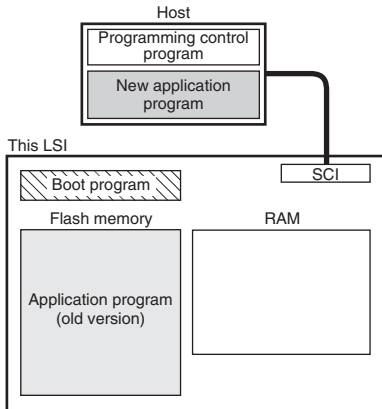 Host
Programming control
program
New application
program
This LSI
Boot program
SCI
Flash memory
RAM
Application program
(old version)